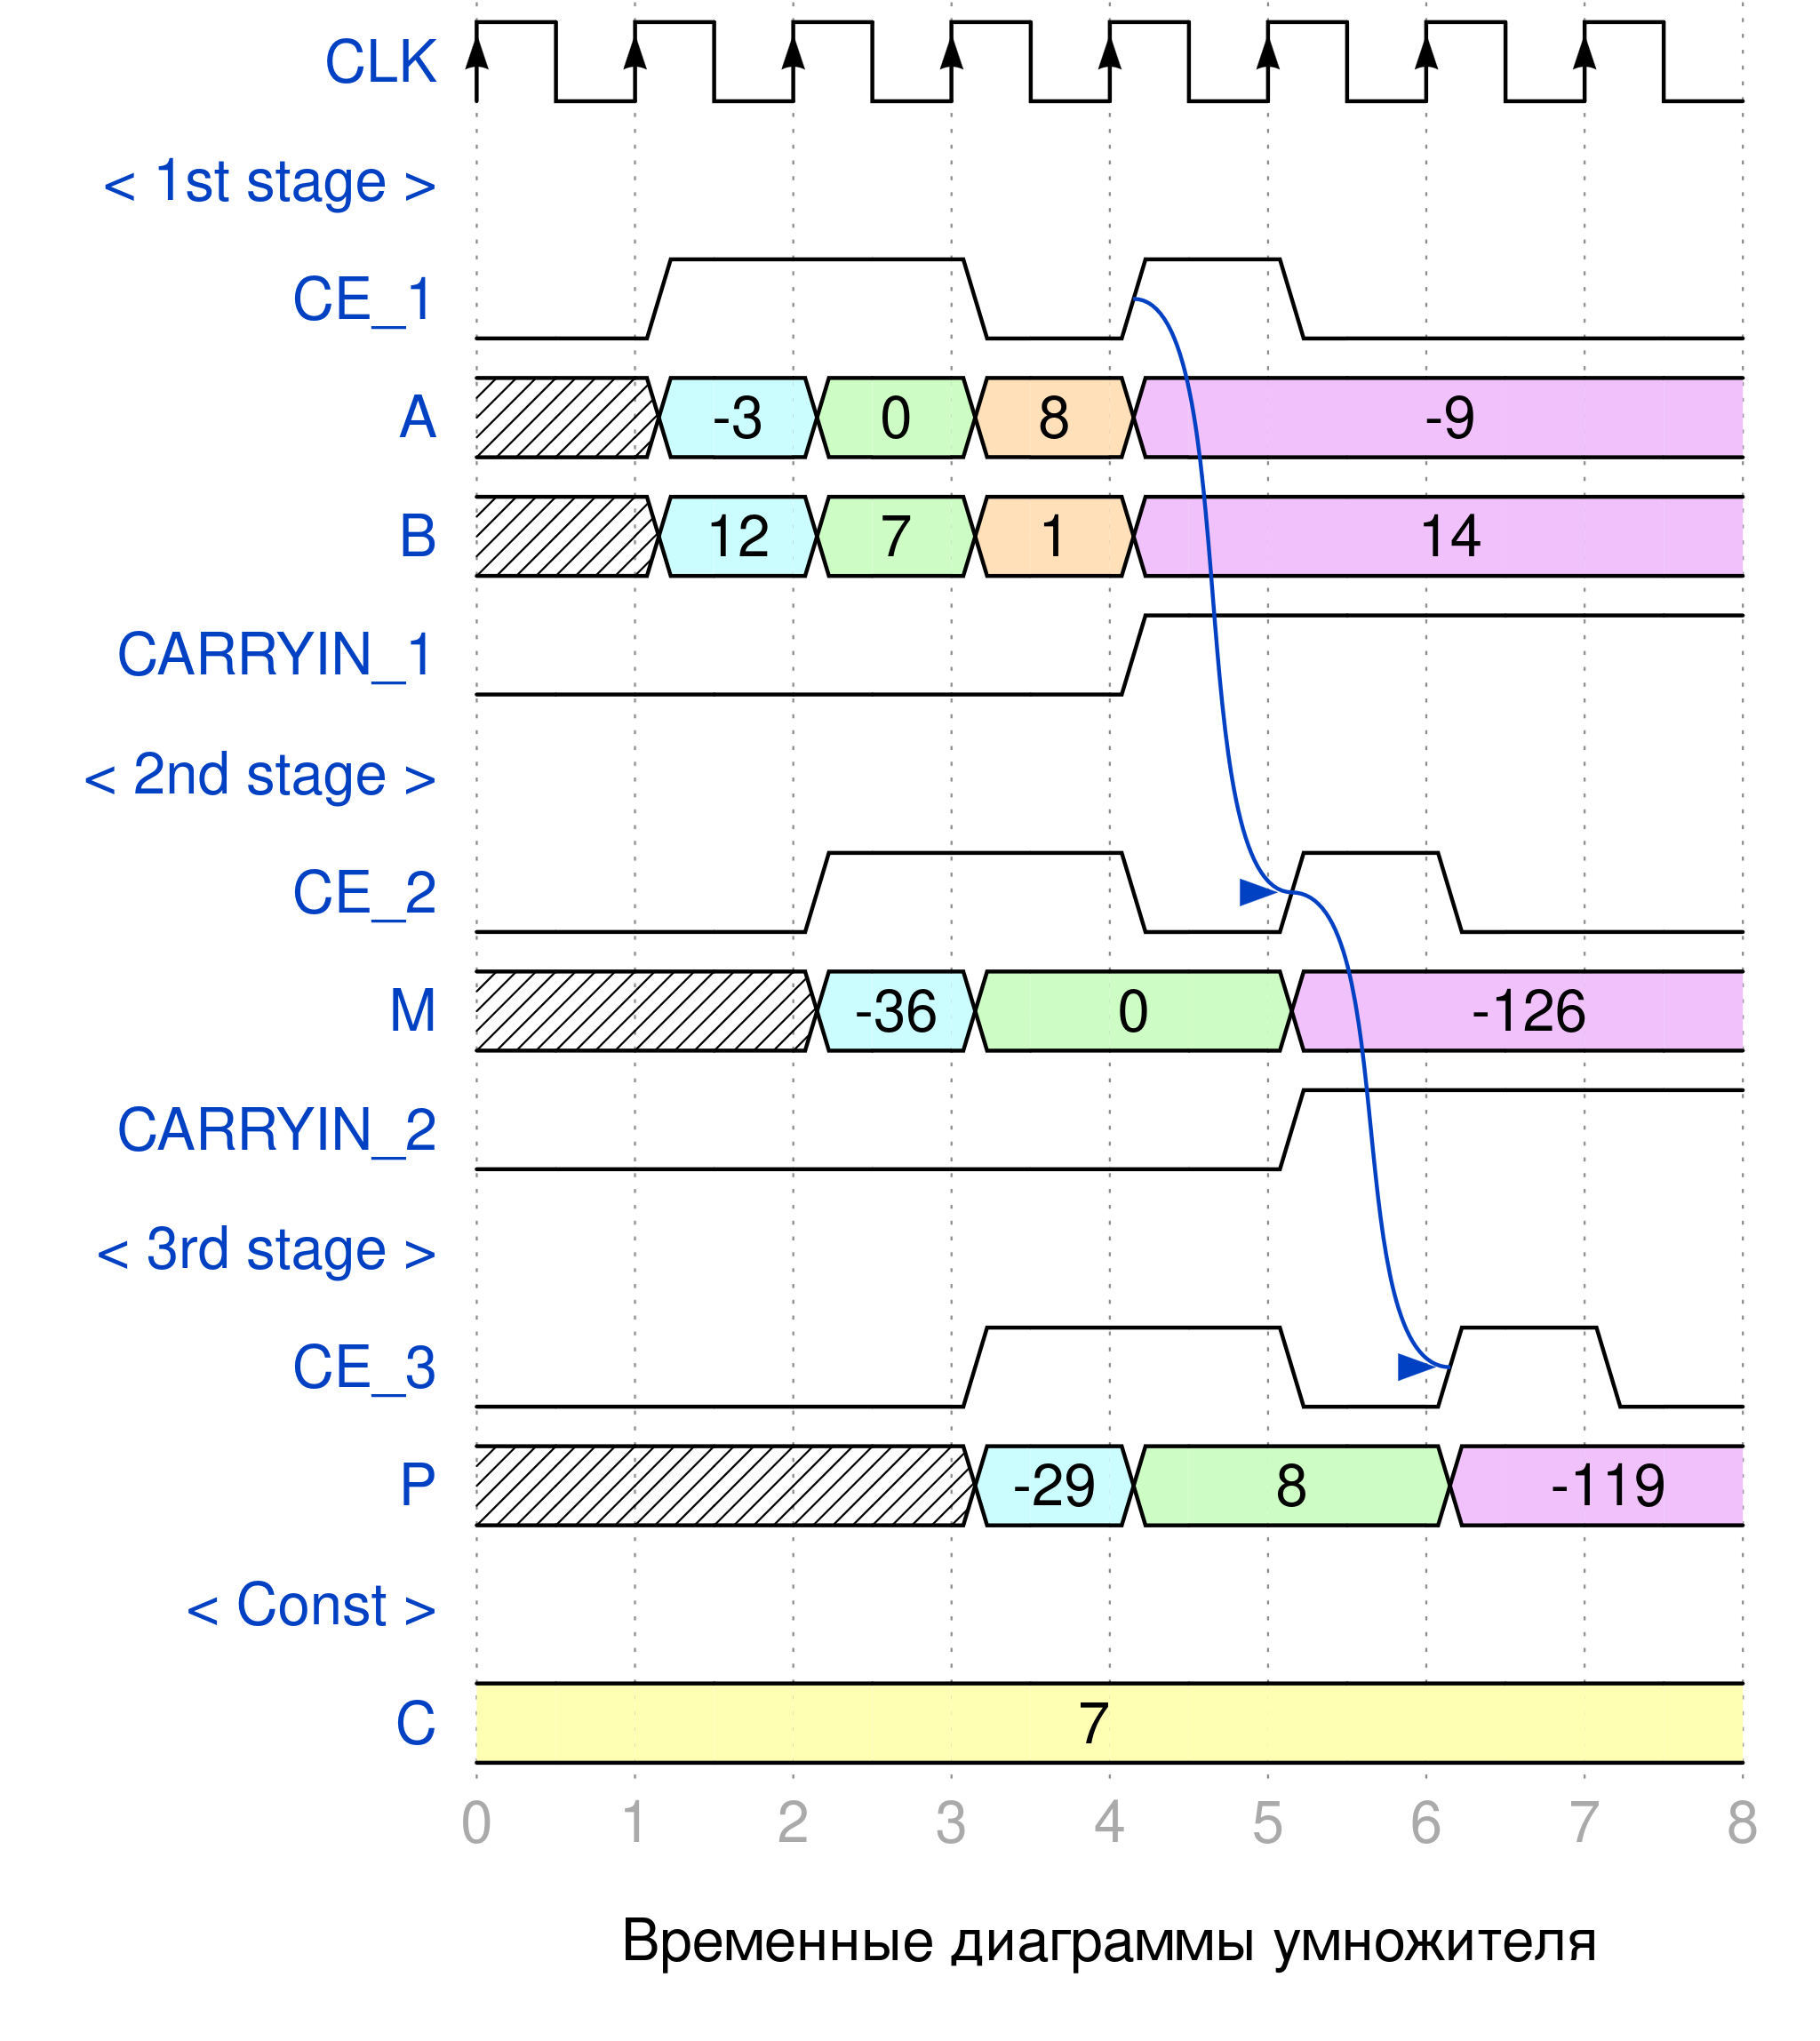 CLK
< 1st stage >
CE_1
A -3 0 8 -9
B 12 7 1 14
CARRYIN_1
< 2nd stage >
CE_2
M -36 0 -126
CARRYIN_2
< 3rd stage >
CE_3
P -29 8 -119
< Const >
C 7
0 1 2 3 4 5 6 7 8
Временные диаграммы умножителя